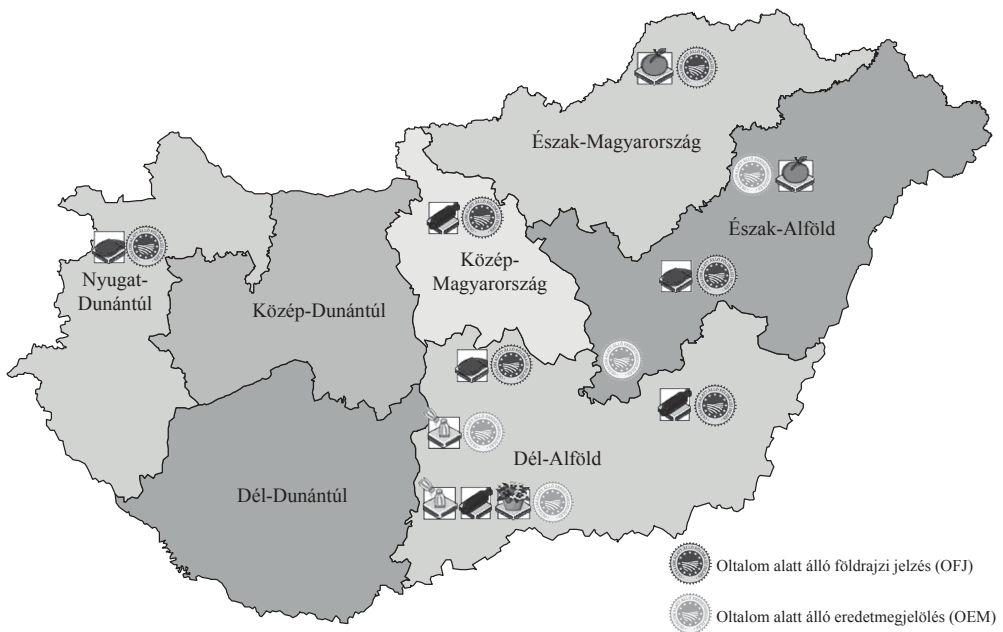 Észak-Magyarország
Észak-Alföld
Közép-
Magyarország
Nyugat-
Dunántúl
Közép-Dunántúl
Dél-Alföld
Dél-Dunántúl
Oltalom alatt álló földrajzi jelzés (OFJ)
Oltalom alatt álló eredetmegjelölés (OEM)